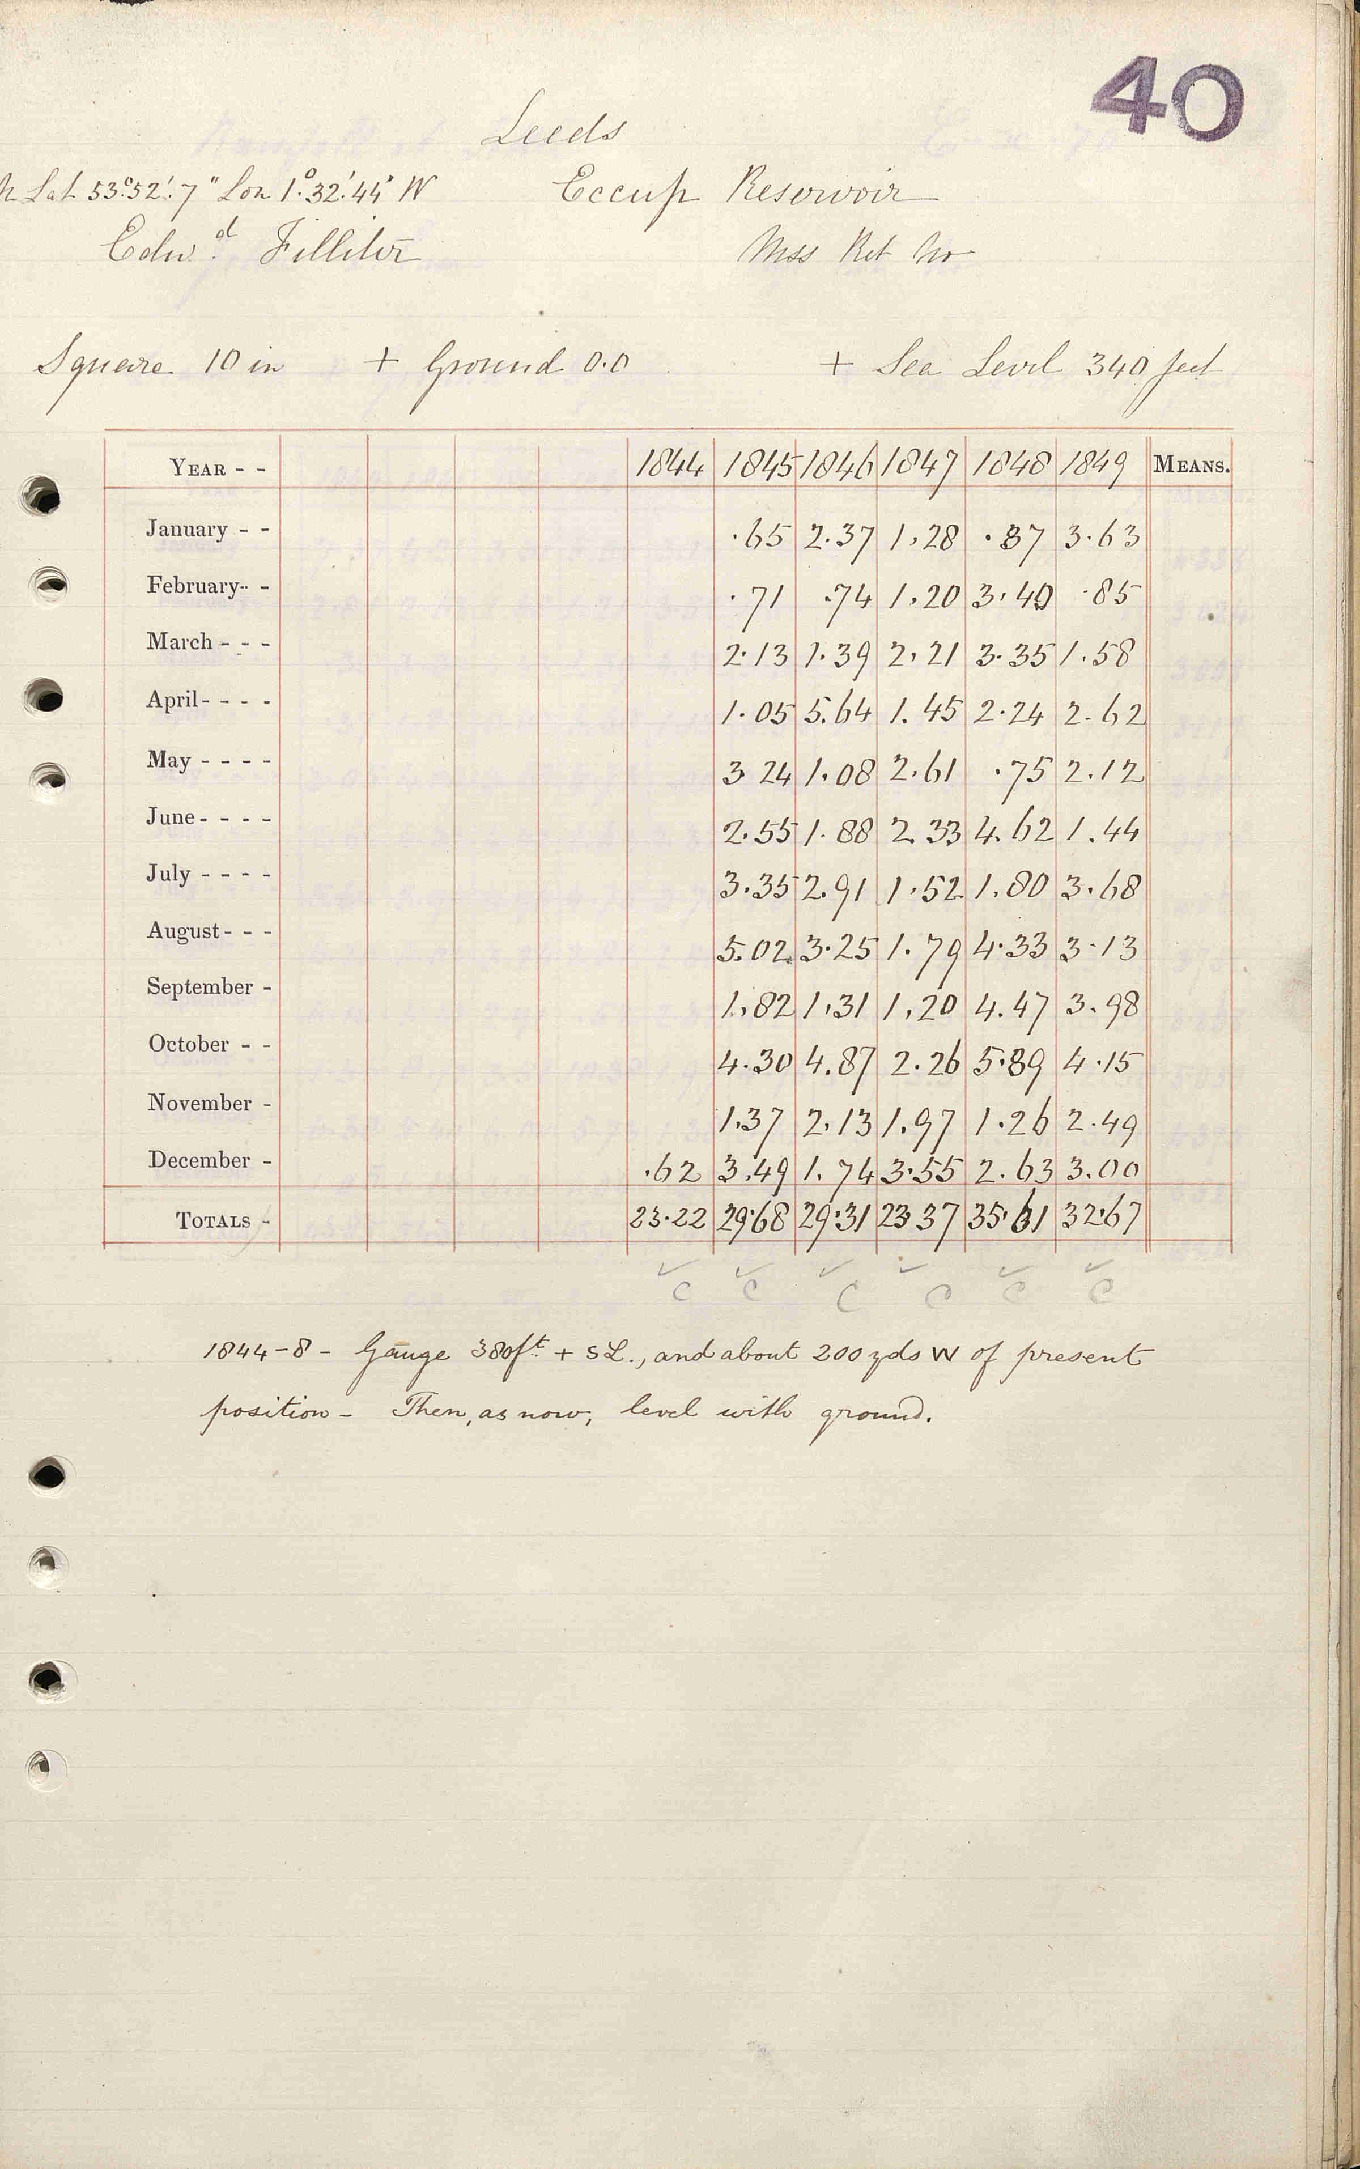 40
Leeds
Lat 53°52'.7" Lon 1°.32'.44" W Eccup Reservoir
Edwd. Filliter Mss Ret No
Square 10 in + Ground 0.0 + Sea Level 340 feet
YEAR - - 1844 1845 1846 1847 1848 1849 MEANS.
January - - .65 2.37 1.28 .87 3.63
February - - .71 .74 1.20 3.40 .85
March - - - 2.13 1.39 2.21 3.35 1.58
April - - - - 1.05 5.64 1.45 2.24 2.62
May - - - - 3 24 1.08 2.61 .75 2.12
June - - - - 2.55 1.88 2.33 4.62 1.44
July - - - - 3.35 2.91 1.52 1.80 3.68
August - - - 5.02 3.25 1.79 4.33 3.13
September - 1.82 1.31 1.20 4.47 3.98
October - - 4.30 4.87 2.26 5.89 4.15
November - 1.37 2.13 1.97 1.26 2.49
December - .62 3.49 1.74 3.55 2.63 3.00
TOTALS - 23.22 29.68 29.31 23 37 35.61 32.67
✓ ✓ ✓ ✓ ✓ ✓
C C C C C C
1844-8 - Gauge 380ft. + S L., and about 200 yds W of present
position - Then, as now, level with ground.